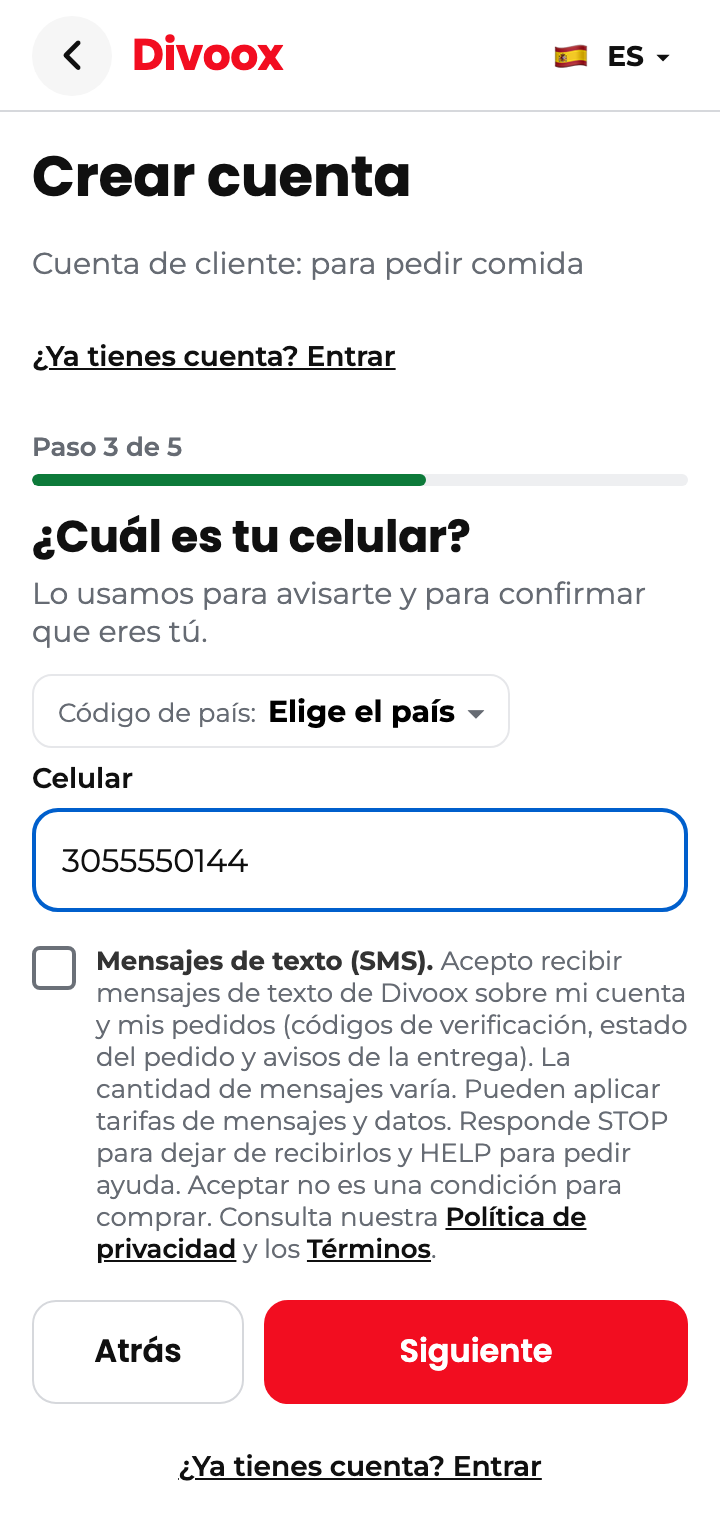 Divoox
ES
Crear cuenta
Cuenta de cliente: para pedir comida
¿Ya tienes cuenta? Entrar
Paso 3 de 5
¿Cuál es tu celular?
Lo usamos para avisarte y para confirmar
que eres tú.
Código de país: Elige el país
Celular
3055550144
Mensajes de texto (SMS). Acepto recibir
mensajes de texto de Divoox sobre mi cuenta
y mis pedidos (códigos de verificación, estado
del pedido y avisos de la entrega). La
cantidad de mensajes varía. Pueden aplicar
tarifas de mensajes y datos. Responde STOP
para dejar de recibirlos y HELP para pedir
ayuda. Aceptar no es una condición para
comprar. Consulta nuestra Política de
privacidad y los Términos.
Atrás
Siguiente
¿Ya tienes cuenta? Entrar